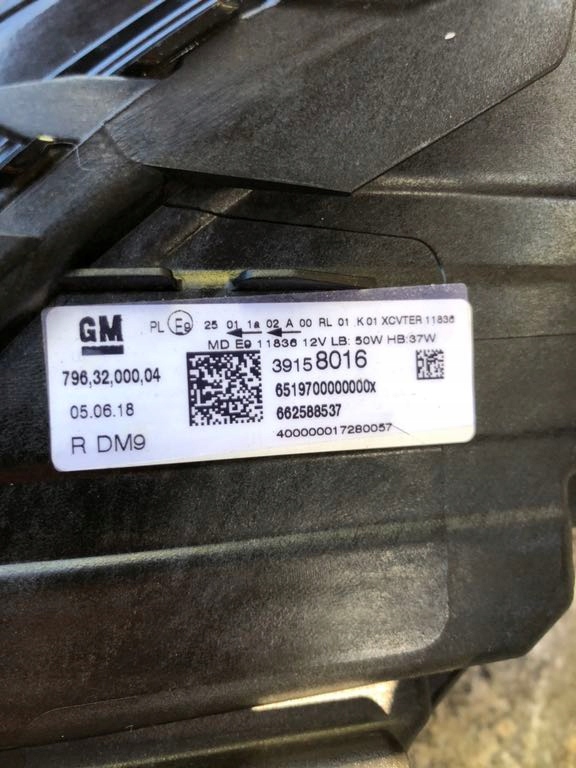 GM
PL E9 25 01 1a 02 A 00 RL 01 K 01 XCVTER 11836
MD E9 11836 12V LB: 50W HB:37W
796,32,000,04
39158016
6519700000000x
05.06.18
662588537
R DM9
400000017280057